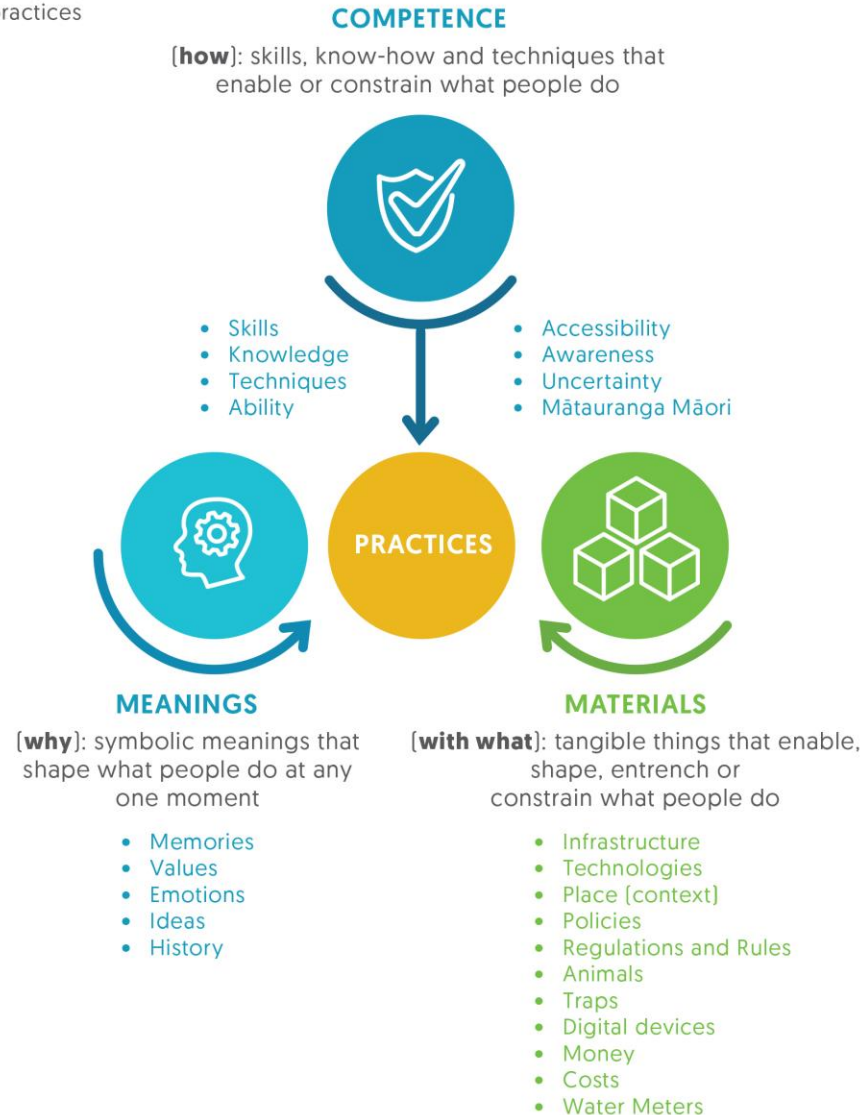 COMPETENCE
(how): skills, know-how and techniques that
enable or constrain what people do
• Skills
• Knowledge
• Techniques
• Ability
• Accessibility
• Awareness
• Uncertainty
• Mātauranga Māori
PRACTICES
MEANINGS
(why): symbolic meanings that
shape what people do at any
one moment
• Memories
• Values
• Emotions
• Ideas
• History
MATERIALS
(with what): tangible things that enable,
shape, entrench or
constrain what people do
• Infrastructure
• Technologies
• Place (context)
• Policies
• Regulations and Rules
• Animals
• Traps
• Digital devices
• Money
• Costs
• Water Meters